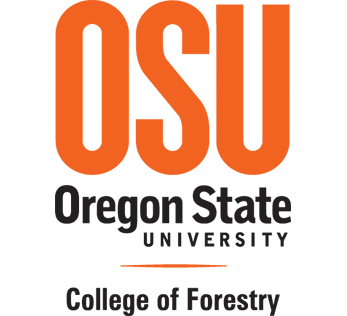 OSU
Oregon State
UNIVERSITY
College of Forestry